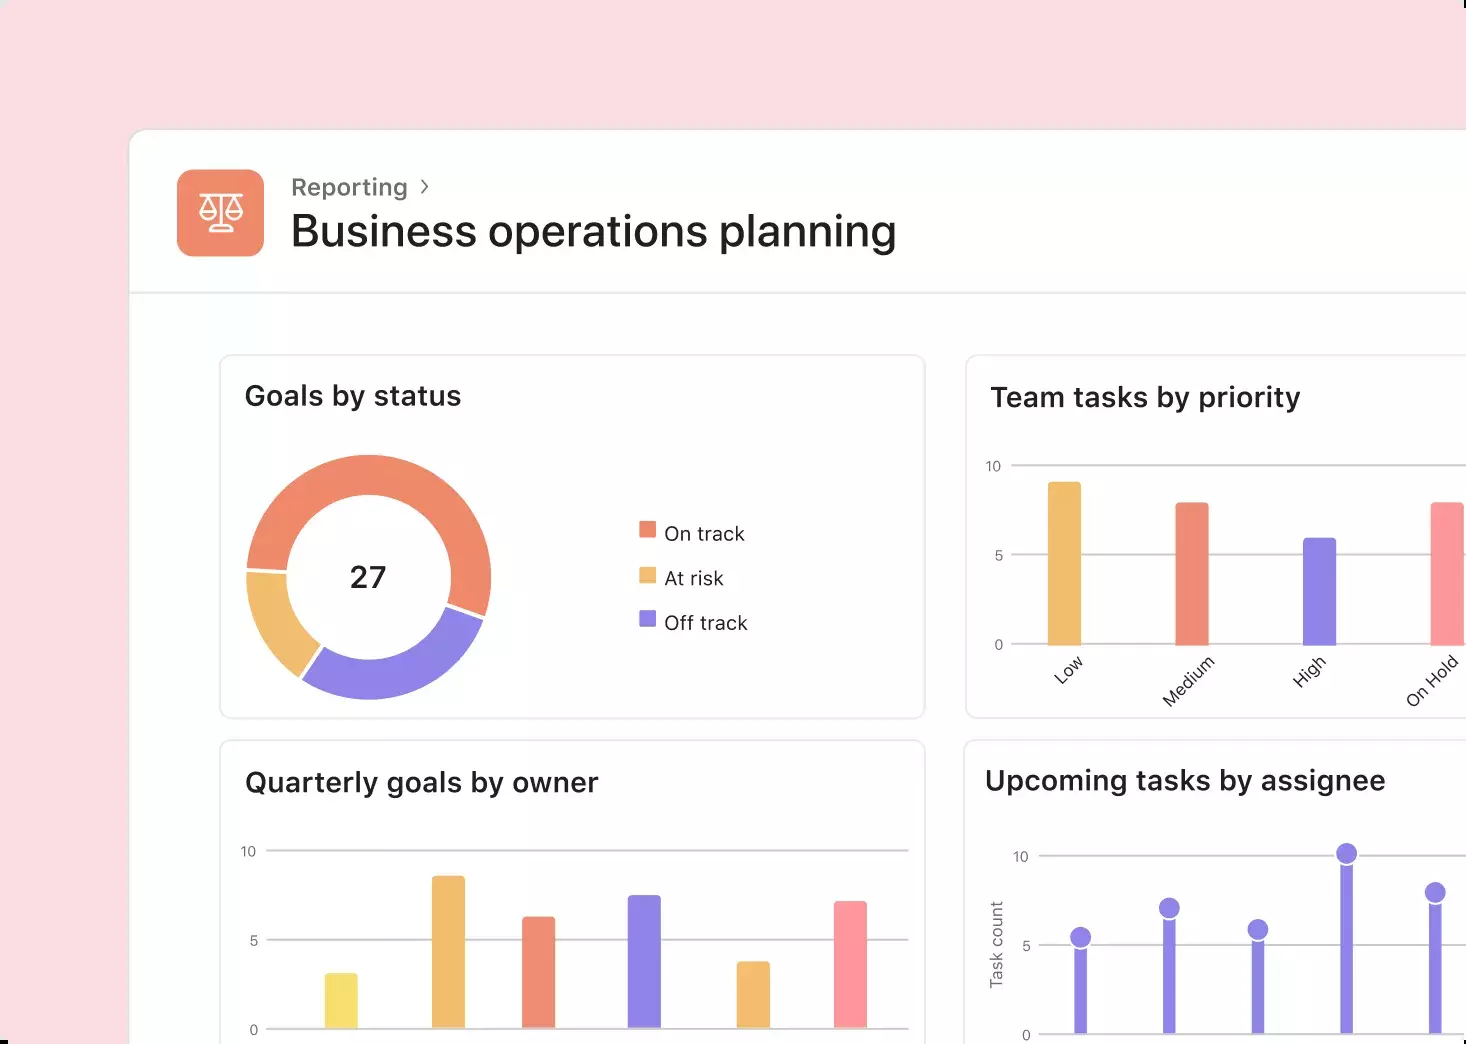 Reporting
Business operations planning
Goals by status
27
On track
At risk
Off track
Team tasks by priority
10
5
0
Low
Medium
High
On Hold
Quarterly goals by owner
10
5
0
Upcoming tasks by assignee
Task count
10
5
0